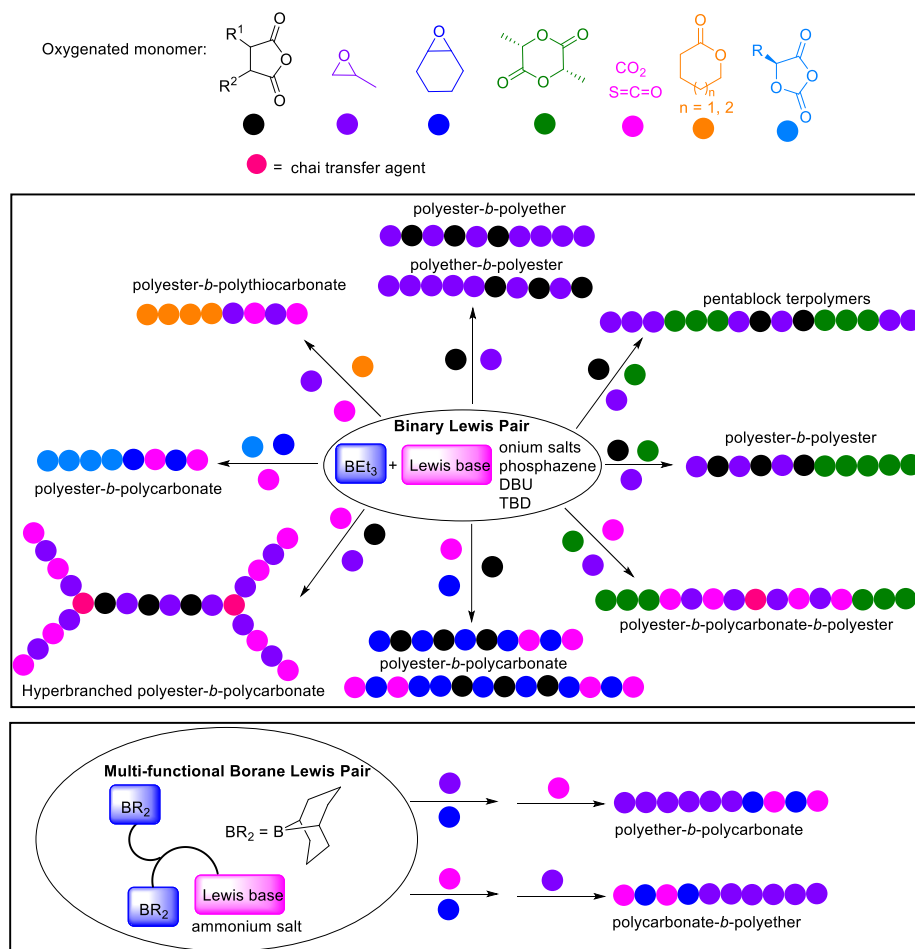 Oxygenated monomer:
R1
R2
O
O
O
O
O
O
O
O
O
CO2
S=C=O
O
O
n
n = 1, 2
R
O
O
O
O
= chai transfer agent
polyester-b-polyether
polyether-b-polyester
polyester-b-polythiocarbonate
pentablock terpolymers
Binary Lewis Pair
BEt3 + Lewis base
onium salts
phosphazene
DBU
TBD
polyester-b-polyester
polyester-b-polycarbonate
polyester-b-polycarbonate-b-polyester
polyester-b-polycarbonate
Hyperbranched polyester-b-polycarbonate
Multi-functional Borane Lewis Pair
BR2
BR2 = B
BR2
Lewis base
ammonium salt
polyether-b-polycarbonate
polycarbonate-b-polyether